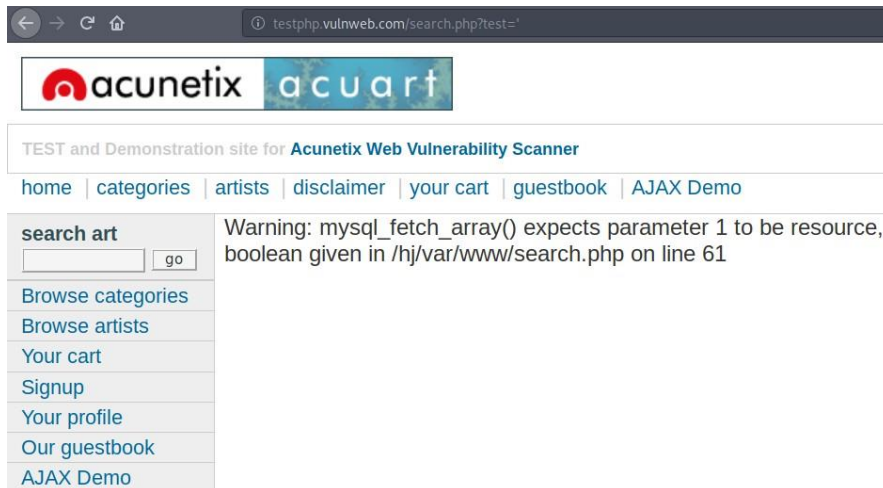 testphp.vulnweb.com/search.php?test='
acunetix acuart
TEST and Demonstration site for Acunetix Web Vulnerability Scanner
home | categories | artists | disclaimer | your cart | guestbook | AJAX Demo
search art
go
Browse categories
Browse artists
Your cart
Signup
Your profile
Our guestbook
AJAX Demo
Warning: mysql_fetch_array() expects parameter 1 to be resource,
boolean given in /hj/var/www/search.php on line 61